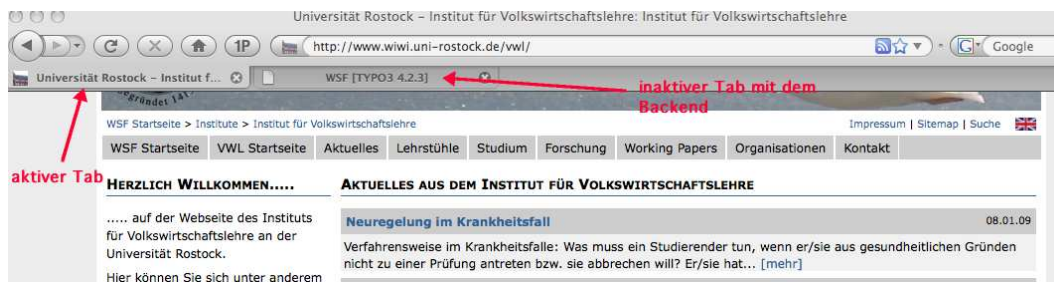 Universität Rostock – Institut für Volkswirtschaftslehre: Institut für Volkswirtschaftslehre
1P http://www.wiwi.uni-rostock.de/vwl/ G Google
Universität Rostock – Institut f... WSF [TYPO3 4.2.3]
inaktiver Tab mit dem
Backend
gegründet 1419
WSF Startseite > Institute > Institut für Volkswirtschaftslehre Impressum | Sitemap | Suche
WSF Startseite VWL Startseite Aktuelles Lehrstühle Studium Forschung Working Papers Organisationen Kontakt
aktiver Tab
HERZLICH WILLKOMMEN..... AKTUELLES AUS DEM INSTITUT FÜR VOLKSWIRTSCHAFTSLEHRE
..... auf der Webseite des Instituts
für Volkswirtschaftslehre an der
Universität Rostock.
Hier können Sie sich unter anderem
Neuregelung im Krankheitsfall 08.01.09
Verfahrensweise im Krankheitsfalle: Was muss ein Studierender tun, wenn er/sie aus gesundheitlichen Gründen
nicht zu einer Prüfung antreten bzw. sie abbrechen will? Er/sie hat... [mehr]